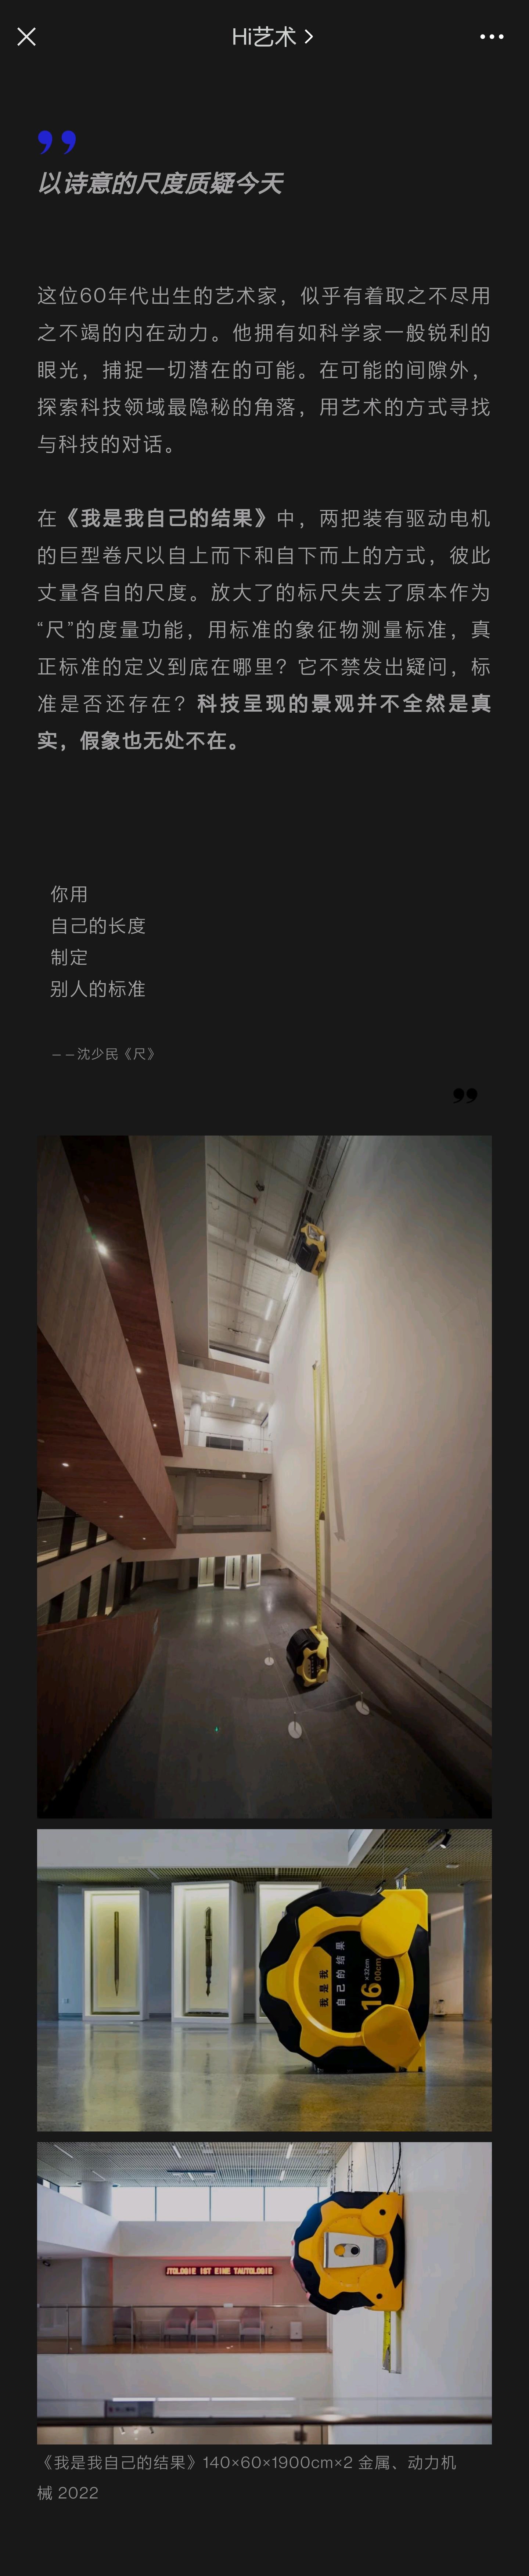 Hi艺术
以诗意的尺度质疑今天
这位60年代出生的艺术家，似乎有着取之不尽用
之不竭的内在动力。他拥有如科学家一般锐利的
眼光，捕捉一切潜在的可能。在可能的间隙外，
探索科技领域最隐秘的角落，用艺术的方式寻找
与科技的对话。
在《我是我自己的结果》中，两把装有驱动电机
的巨型卷尺以自上而下和自下而上的方式，彼此
丈量各自的尺度。放大了的标尺失去了原本作为
“尺”的度量功能，用标准的象征物测量标准，真
正标准的定义到底在哪里？它不禁发出疑问，标
准是否还存在？科技呈现的景观并不全然是真
实，假象也无处不在。
你用
自己的长度
制定
别人的标准
——沈少民《尺》
我是我
自己的结果
16
×32cm
00cm
JTOLOGIE IST EINE TAUTOLOGIE
《我是我自己的结果》140×60×1900cm×2 金属、动力机
械 2022